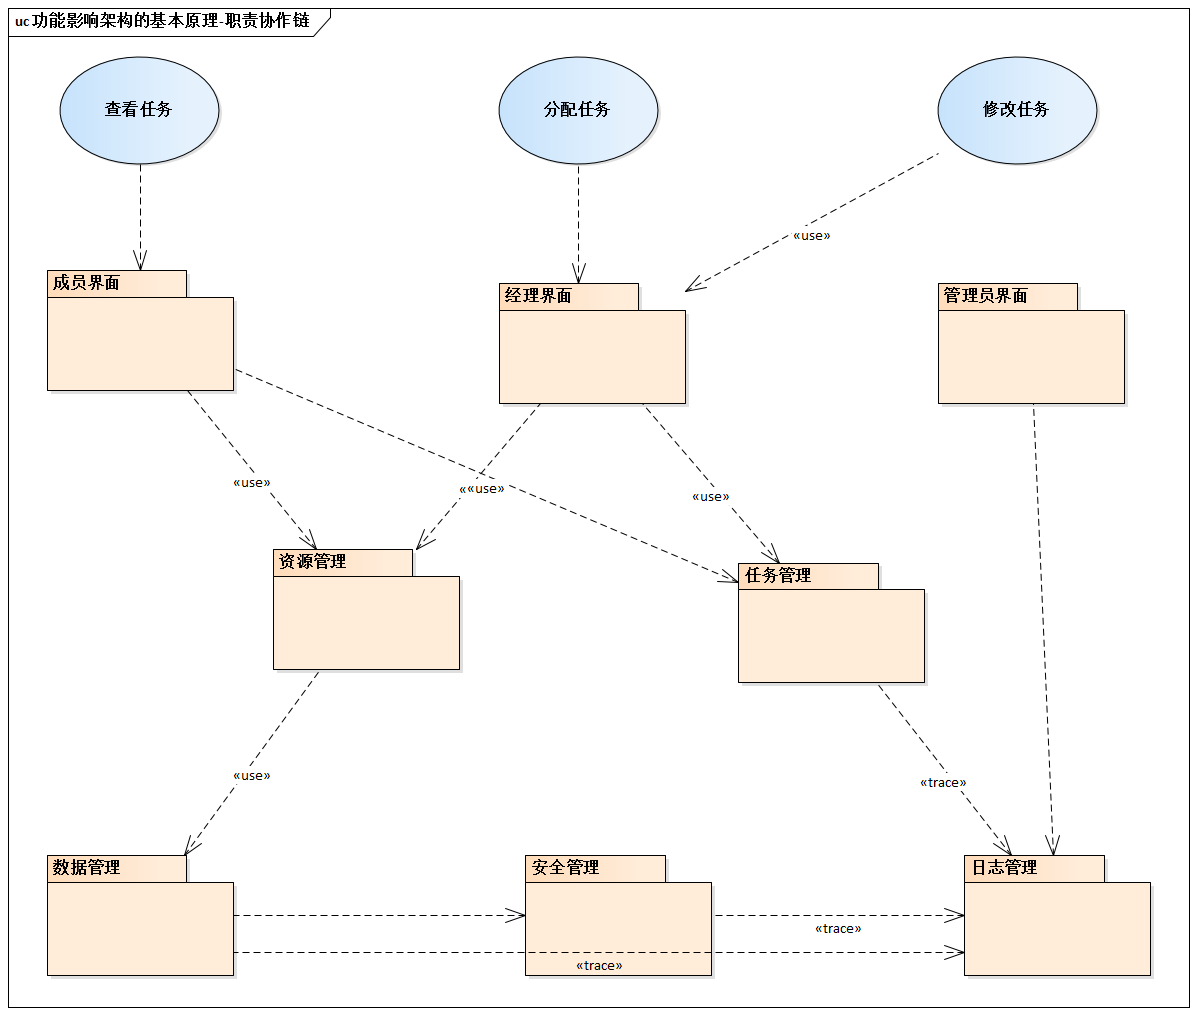 uc 功能影响架构的基本原理-职责协作链
查看任务
分配任务
修改任务
«use»
成员界面
经理界面
管理员界面
«use»
««use»
«use»
资源管理
任务管理
«use»
«trace»
数据管理
安全管理
日志管理
«trace»
«trace»